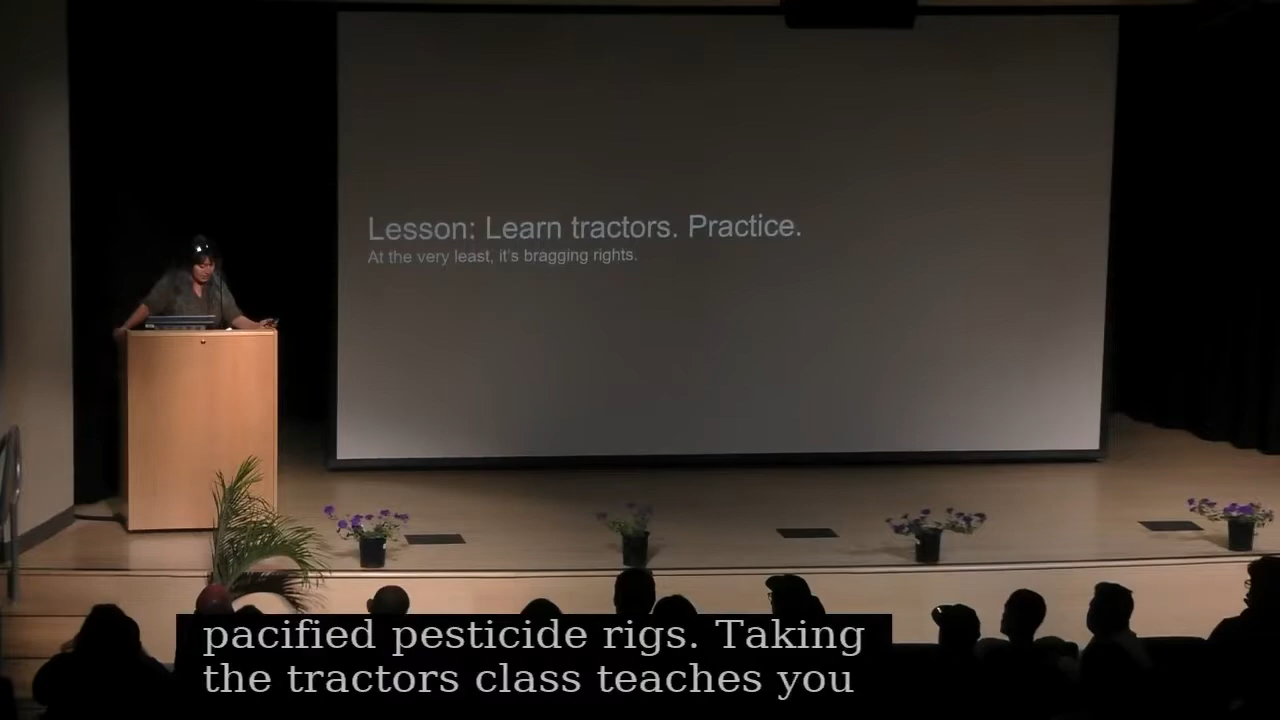 Lesson: Learn tractors. Practice.
At the very least, it's bragging rights.
pacified pesticide rigs. Taking
the tractors class teaches you